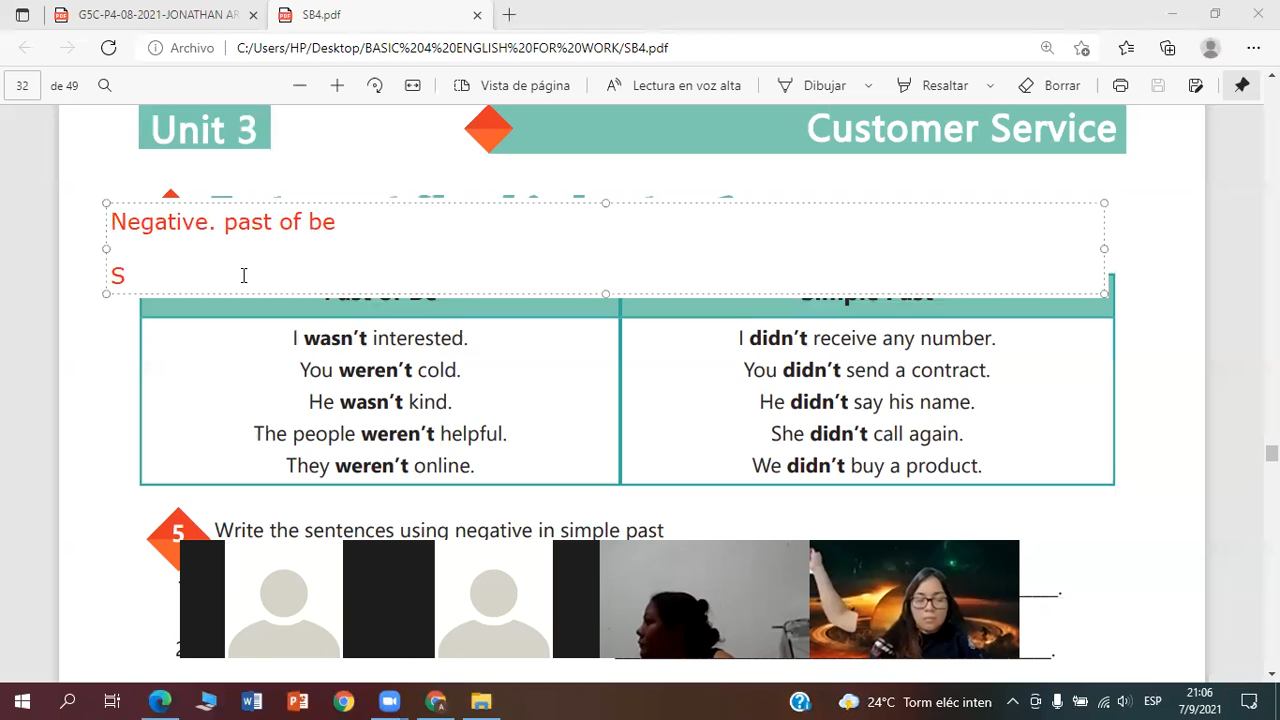 G5C-P4-08-2021-JONATHAN AR
SB4.pdf
Archivo
C:/Users/HP/Desktop/BASIC%204%20ENGLISH%20FOR%20WORK/SB4.pdf
32 de 49
Vista de página
Lectura en voz alta
Dibujar
Resaltar
Borrar
Unit 3
Customer Service
Negative. past of be
S
Past Of Be
Simple Past
I wasn't interested.
I didn't receive any number.
You weren't cold.
You didn't send a contract.
He wasn't kind.
He didn't say his name.
The people weren't helpful.
She didn't call again.
They weren't online.
We didn't buy a product.
5 Write the sentences using negative in simple past
24°C Torm eléc inten
ESP
21:06
7/9/2021